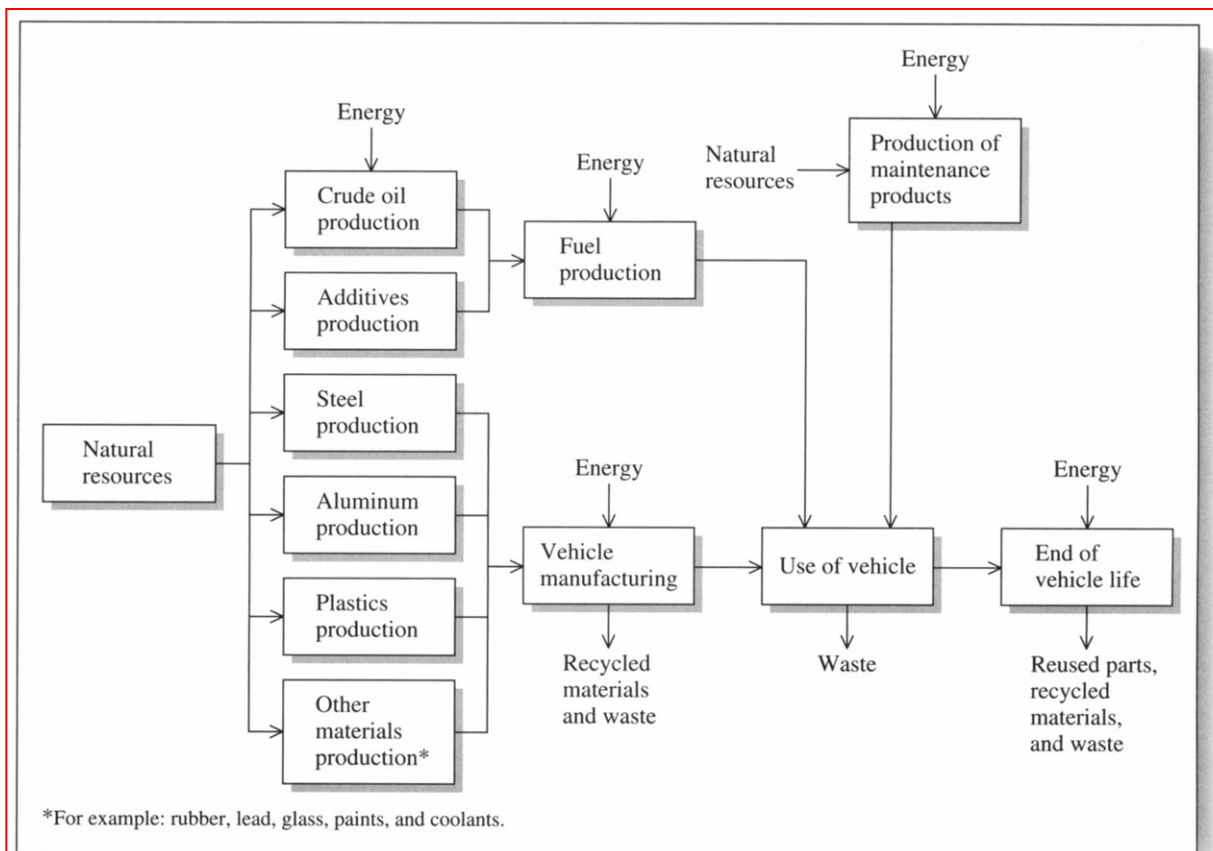 Energy
Energy
Production of
maintenance
products
Natural
resources
Energy
Crude oil
production
Fuel
production
Additives
production
Steel
production
Natural
resources
Energy
Energy
Aluminum
production
Vehicle
manufacturing
Use of vehicle
End of
vehicle life
Plastics
production
Recycled
materials
and waste
Waste
Reused parts,
recycled
materials,
and waste
Other
materials
production*
*For example: rubber, lead, glass, paints, and coolants.